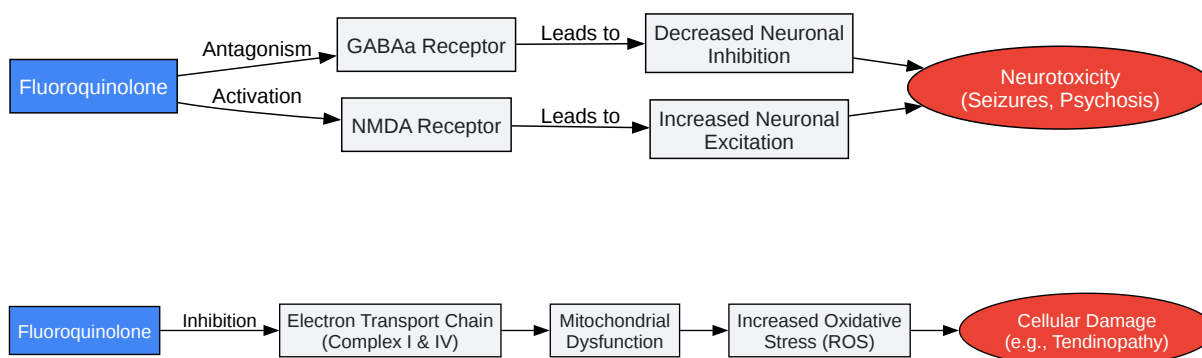 Fluoroquinolone
Antagonism
Activation
GABAa Receptor
NMDA Receptor
Leads to
Leads to
Decreased Neuronal
Inhibition
Increased Neuronal
Excitation
Neurotoxicity
(Seizures, Psychosis)
Fluoroquinolone
Inhibition
Electron Transport Chain
(Complex I & IV)
Mitochondrial
Dysfunction
Increased Oxidative
Stress (ROS)
Cellular Damage
(e.g., Tendinopathy)